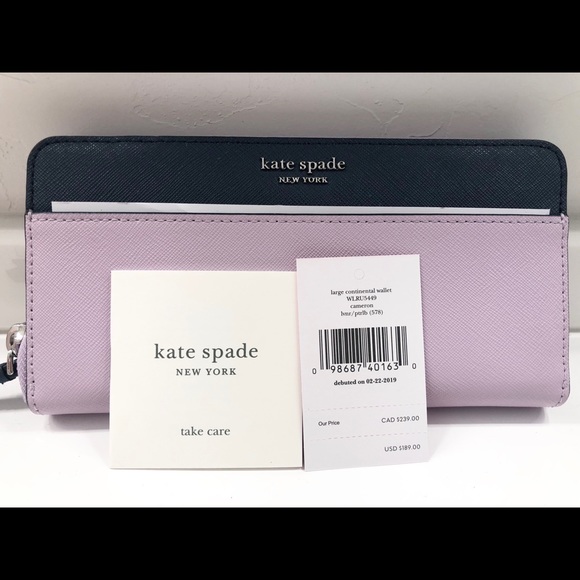 kate spade
NEW YORK
kate spade
NEW YORK
take care
large continental wallet
WLRU5449
cameron
lvnr/ptrlb (578)
0 98687 40163 0
debuted on 02-22-2019
Our Price
CAD $239.00
USD $189.00